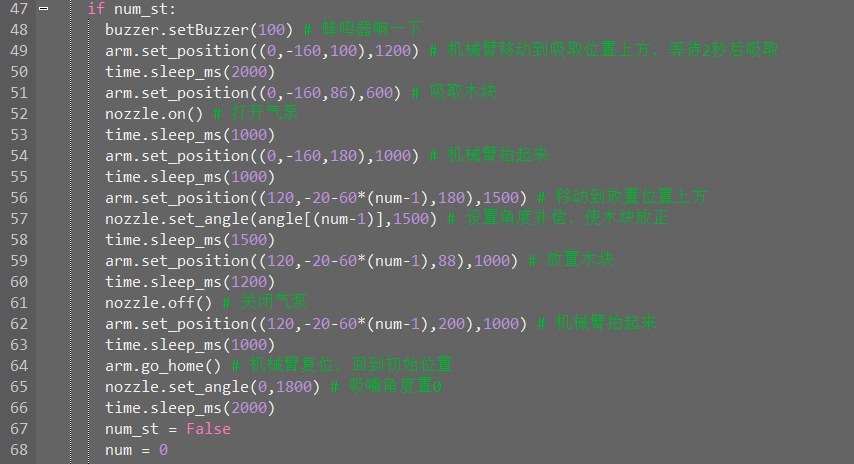 47 if num_st:
48 buzzer.setBuzzer(100) # 蜂鸣器响一下
49 arm.set_position((0,-160,100),1200) # 机械臂移动到吸取位置上方，等待2秒后吸取
50 time.sleep_ms(2000)
51 arm.set_position((0,-160,86),600) # 吸取木块
52 nozzle.on() # 打开气泵
53 time.sleep_ms(1000)
54 arm.set_position((0,-160,180),1000) # 机械臂抬起来
55 time.sleep_ms(1000)
56 arm.set_position((120,-20-60*(num-1),180),1500) # 移动到放置位置上方
57 nozzle.set_angle(angle[(num-1)],1500) # 设置角度补偿，使木块放正
58 time.sleep_ms(1500)
59 arm.set_position((120,-20-60*(num-1),88),1000) # 放置木块
60 time.sleep_ms(1200)
61 nozzle.off() # 关闭气泵
62 arm.set_position((120,-20-60*(num-1),200),1000) # 机械臂抬起来
63 time.sleep_ms(1000)
64 arm.go_home() # 机械臂复位，回到初始位置
65 nozzle.set_angle(0,1800) # 吸嘴角度置0
66 time.sleep_ms(2000)
67 num_st = False
68 num = 0